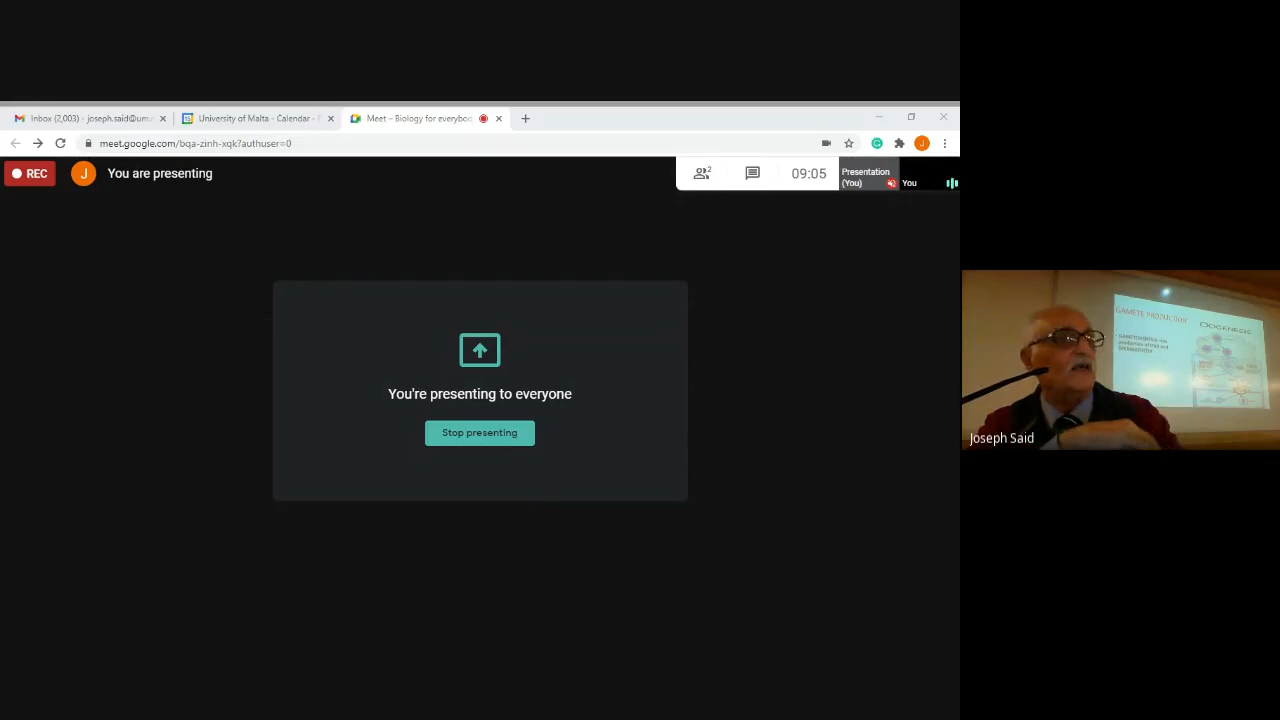 Inbox (2,003) - joseph.said@um.
University of Malta - Calendar -
Meet – Biology for everybod
meet.google.com/bqa-zinh-xqk?authuser=0
REC
J
You are presenting
2
09:05
Presentation
(You)
You
J
You're presenting to everyone
Stop presenting
GAMETE PRODUCTION
OOGENESIS
Joseph Said